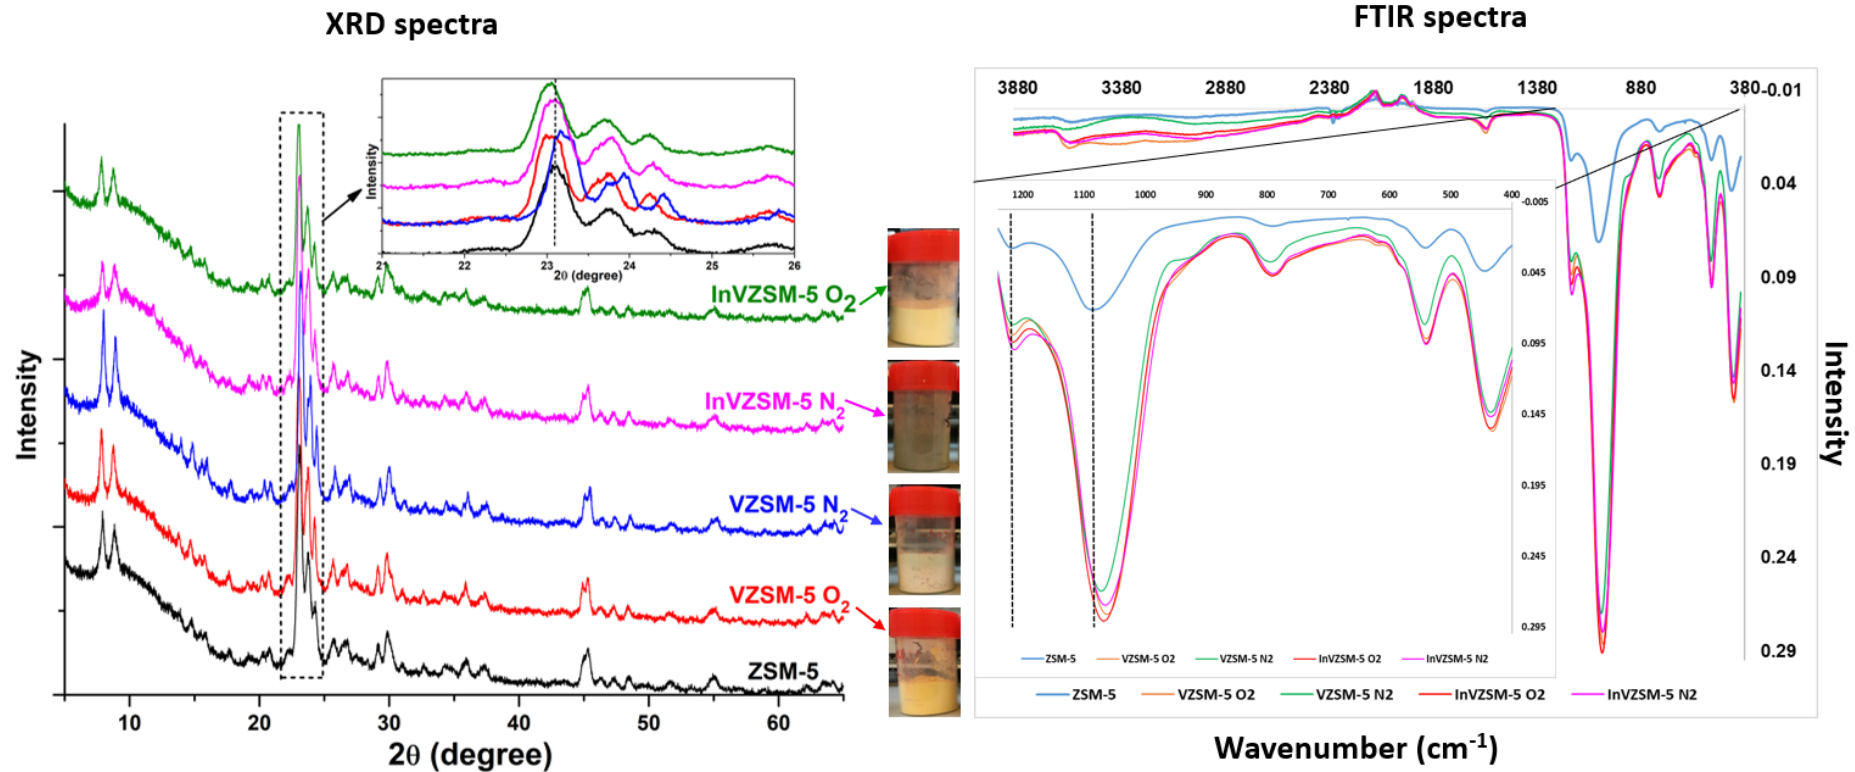 XRD spectra
FTIR spectra
Intensity
Intensity
21 22 23 24 25 26
2θ (degree)
InVZSM-5 O2
InVZSM-5 N2
VZSM-5 N2
VZSM-5 O2
ZSM-5
10 20 30 40 50 60
2θ (degree)
3880 3380 2880 2380 1880 1380 880 380
-0.01
0.04
0.09
0.14
0.19
0.24
0.29
Intensity
1200 1100 1000 900 800 700 600 500 400
-0.005
0.045
0.095
0.145
0.195
0.245
0.295
ZSM-5 VZSM-5 O2 VZSM-5 N2 InVZSM-5 O2 InVZSM-5 N2
ZSM-5 VZSM-5 O2 VZSM-5 N2 InVZSM-5 O2 InVZSM-5 N2
Wavenumber (cm-1)